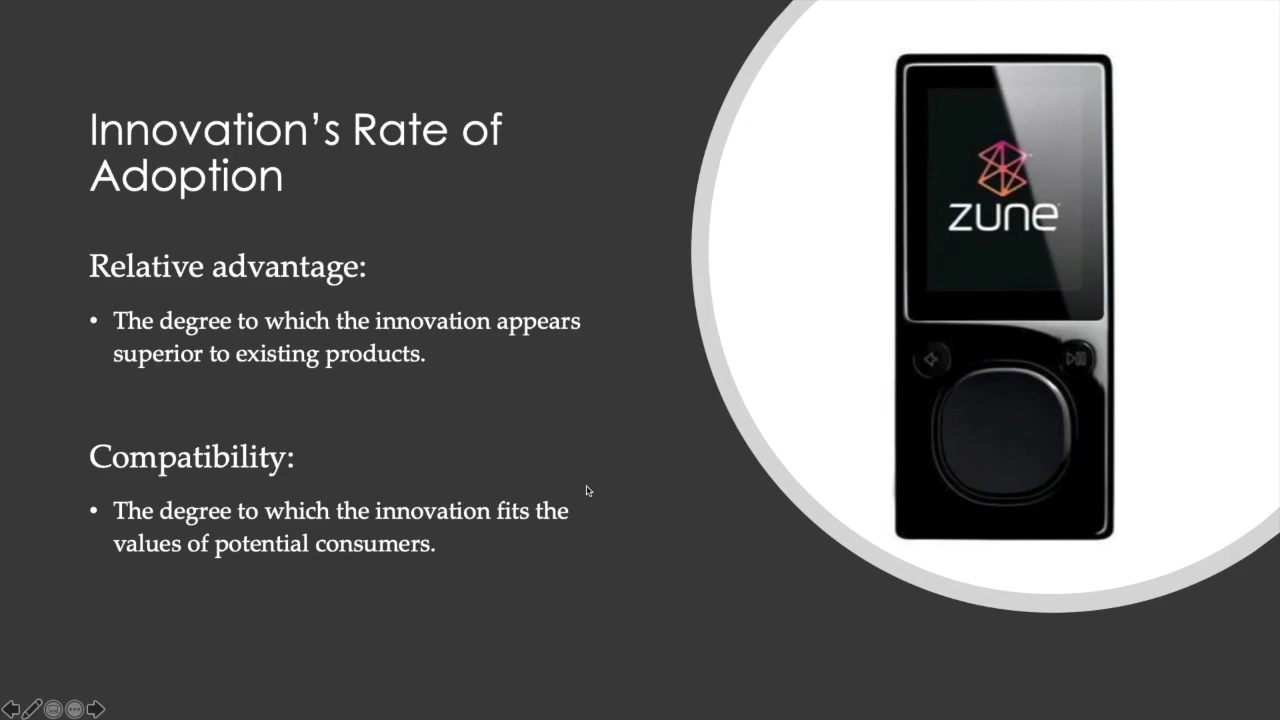 Innovation’s Rate of
Adoption
Relative advantage:
• The degree to which the innovation appears
superior to existing products.
Compatibility:
• The degree to which the innovation fits the
values of potential consumers.
zune